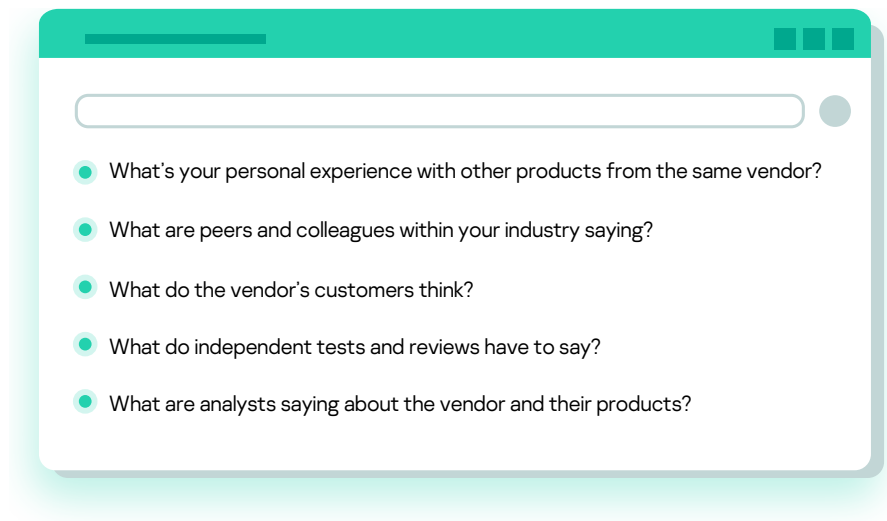 What's your personal experience with other products from the same vendor?
What are peers and colleagues within your industry saying?
What do the vendor's customers think?
What do independent tests and reviews have to say?
What are analysts saying about the vendor and their products?